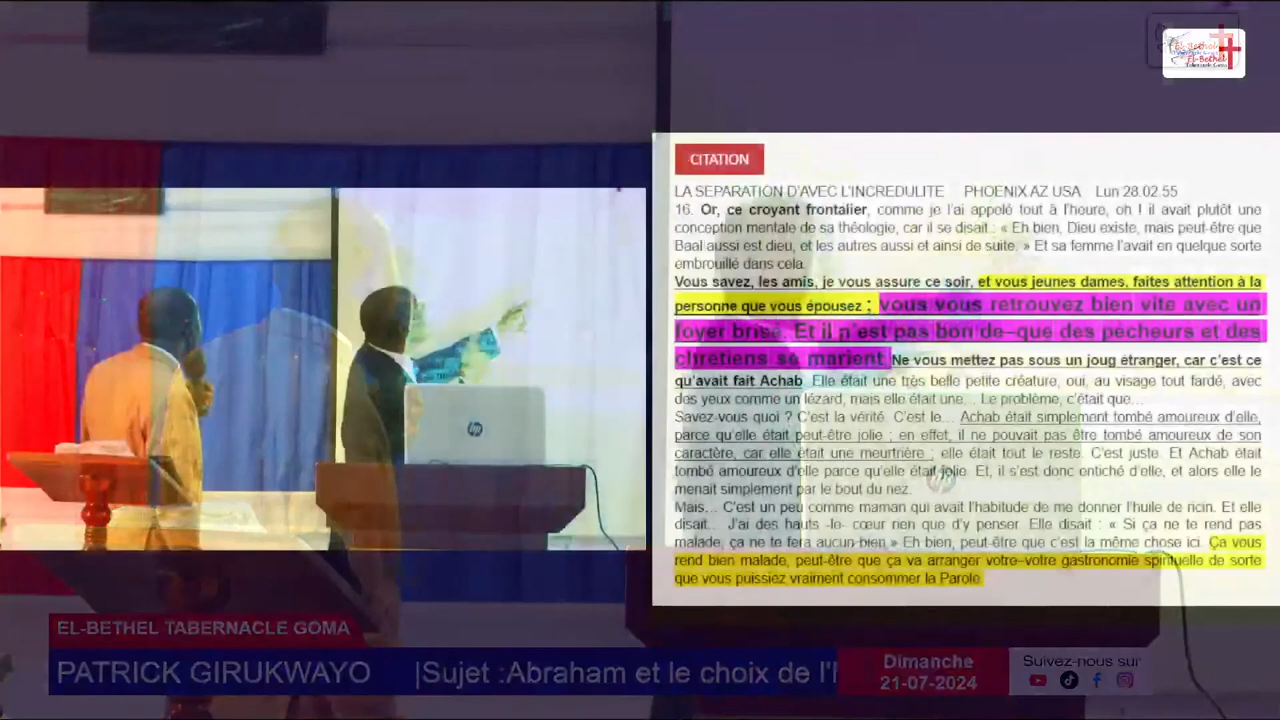 El-Bethel
Tabernacle Goma
CITATION
LA SEPARATION D'AVEC L'INCREDULITE PHOENIX AZ USA Lun 28.02.55
16. Or, ce croyant frontalier, comme je l'ai appelé tout à l'heure, oh ! il avait plutôt une
conception mentale de sa théologie, car il se disait : « Eh bien, Dieu existe, mais peut-être que
Baal aussi est dieu, et les autres aussi et ainsi de suite. » Et sa femme l'avait en quelque sorte
embrouillé dans cela.
Vous savez, les amis, je vous assure ce soir, et vous jeunes dames, faites attention à la
personne que vous épousez ; vous vous retrouvez bien vite avec un
foyer brisé. Et il n'est pas bon de–que des pécheurs et des
chrétiens se marient. Ne vous mettez pas sous un joug étranger, car c'est ce
qu'avait fait Achab. Elle était une très belle petite créature, oui, au visage tout fardé, avec
des yeux comme un lézard, mais elle était une... Le problème, c'était que...
Savez-vous quoi ? C'est la vérité. C'est le... Achab était simplement tombé amoureux d'elle,
parce qu'elle était peut-être jolie ; en effet, il ne pouvait pas être tombé amoureux de son
caractère, car elle était une meurtrière ; elle était tout le reste. C'est juste. Et Achab était
tombé amoureux d'elle parce qu'elle était jolie. Et, il s'est donc entiché d'elle, et alors elle le
menait simplement par le bout du nez.
Mais... C'est un peu comme maman qui avait l'habitude de me donner l'huile de ricin. Et elle
disait... J'ai des hauts -le- cœur rien que d'y penser. Elle disait : « Si ça ne te rend pas
malade, ça ne te fera aucun-bien.» Eh bien, peut-être que c'est la même chose ici. Ça vous
rend bien malade, peut-être que ça va arranger votre–votre gastronomie spirituelle de sorte
que vous puissiez vraiment consommer la Parole.
hp
EL-BETHEL TABERNACLE GOMA
PATRICK GIRUKWAYO |Sujet :Abraham et le choix de l'
Dimanche
21-07-2024
Suivez-nous sur